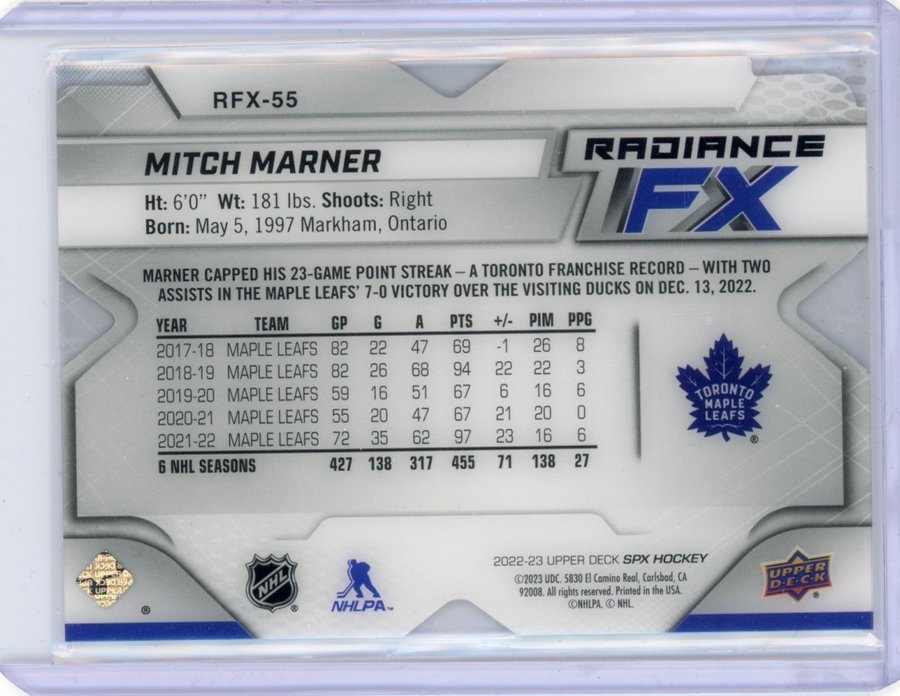 RFX-55
MITCH MARNER
RADIANCE
FX
Ht: 6'0" Wt: 181 lbs. Shoots: Right
Born: May 5, 1997 Markham, Ontario
MARNER CAPPED HIS 23-GAME POINT STREAK – A TORONTO FRANCHISE RECORD – WITH TWO
ASSISTS IN THE MAPLE LEAFS' 7-0 VICTORY OVER THE VISITING DUCKS ON DEC. 13, 2022.
YEAR TEAM GP G A PTS +/- PIM PPG
2017-18 MAPLE LEAFS 82 22 47 69 -1 26 8
2018-19 MAPLE LEAFS 82 26 68 94 22 22 3
2019-20 MAPLE LEAFS 59 16 51 67 6 16 6
2020-21 MAPLE LEAFS 55 20 47 67 21 20 0
2021-22 MAPLE LEAFS 72 35 62 97 23 16 6
6 NHL SEASONS 427 138 317 455 71 138 27
TORONTO
MAPLE
LEAFS
®
®
NHL
®
NHLPA™
2022-23 UPPER DECK SPX HOCKEY
©2023 UDC. 5830 El Camino Real, Carlsbad, CA
92008. All rights reserved. Printed in the USA.
©NHLPA. © NHL.
UPPER
D·E·C·K
®